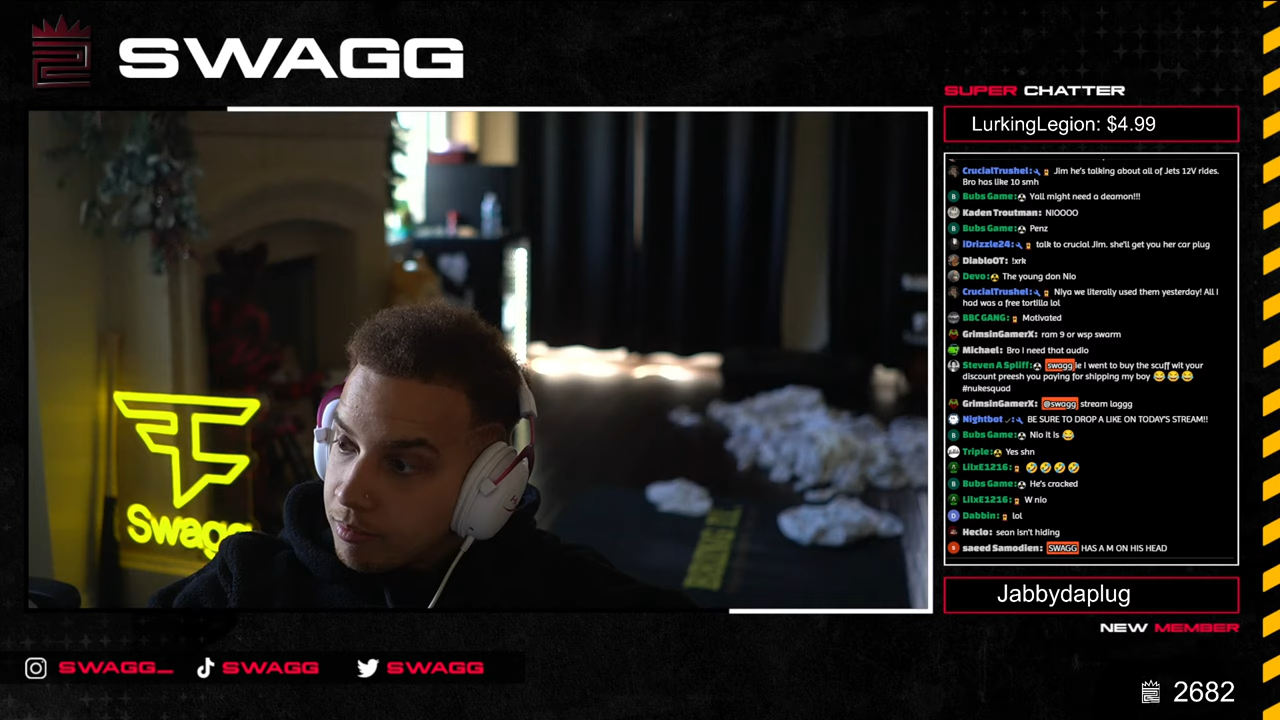 SWAGG
SUPER CHATTER
LurkingLegion: $4.99
CrucialTrushel: Jim he's talking about all of Jets 12V rides.
Bro has like 10 smh
Bubs Game: Yall might need a deamon!!!
Kaden Troutman: NIOOOO
Bubs Game: Penz
IDrizzle24: talk to crucial Jim. she'll get you her car plug
DiabloOT: !xrk
Devo: The young don Nio
CrucialTrushel: Niya we literally used them yesterday! All I
had was a free tortilla lol
BBC GANG: Motivated
GrimsinGamerX: ram 9 or wsp swarm
Michael: Bro I need that audio
Steven A Spliff: swagg ie I went to buy the scuff wit your
discount preesh you paying for shipping my boy 😂 😂 😂
#nukesquad
GrimsinGamerX: @swagg stream laggg
Nightbot: BE SURE TO DROP A LIKE ON TODAY'S STREAM!!
Bubs Game: Nio it is 😂
Triple: Yes shn
LilxE1216: 🤣 🤣 🤣 🤣
Bubs Game: He's cracked
LilxE1216: W nio
Dabbin: lol
Heclo: sean isn't hiding
saeed Samodien: SWAGG HAS A M ON HIS HEAD
Swagg
Jabbydaplug
NEW MEMBER
SWAGG_
SWAGG
SWAGG
2682